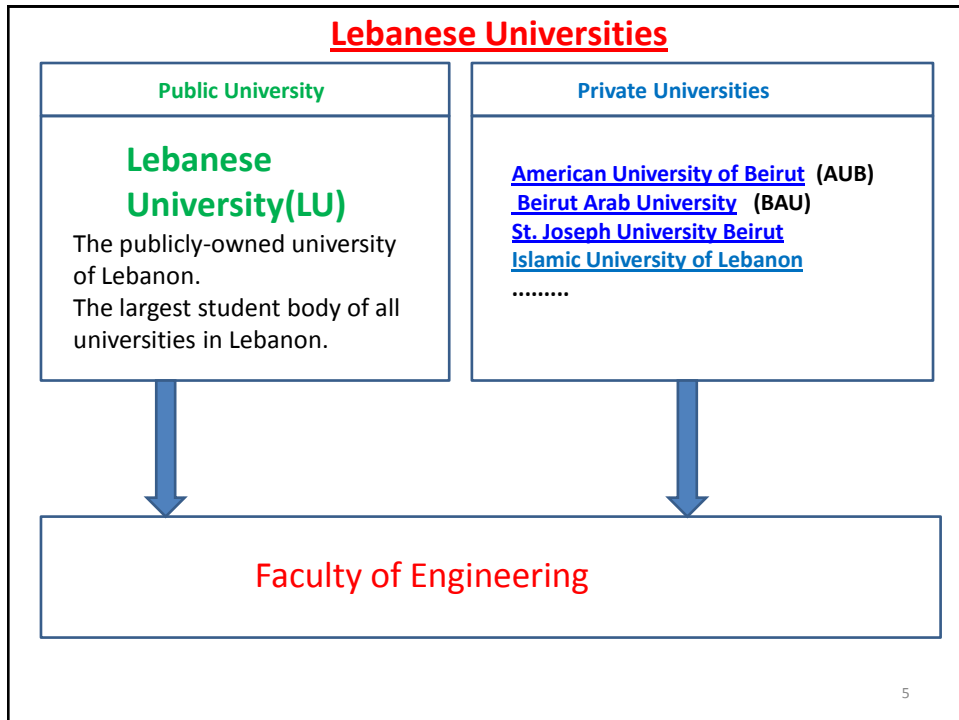 Lebanese Universities
Public University
Lebanese
University(LU)
The publicly-owned university
of Lebanon.
The largest student body of all
universities in Lebanon.
Private Universities
American University of Beirut (AUB)
Beirut Arab University (BAU)
St. Joseph University Beirut
Islamic University of Lebanon
.........
Faculty of Engineering
5